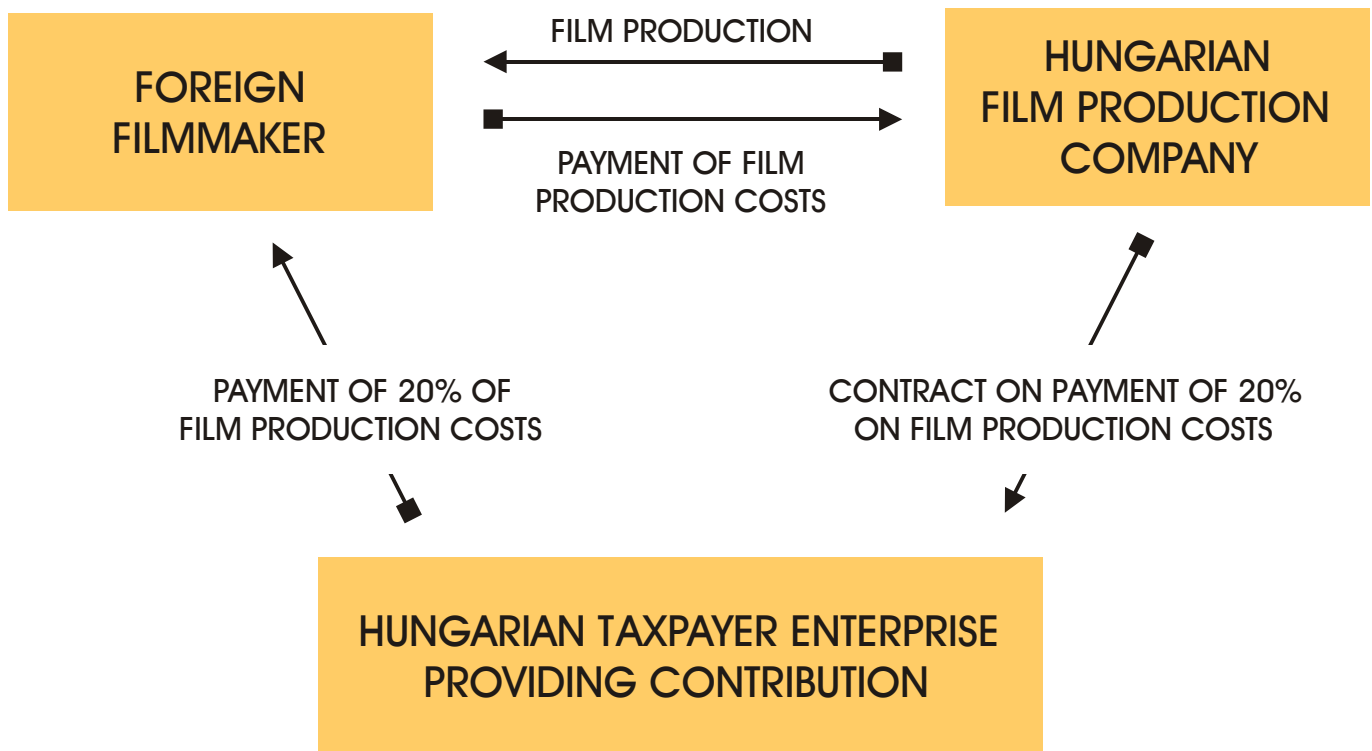 FILM PRODUCTION
FOREIGN
FILMMAKER
HUNGARIAN
FILM PRODUCTION
COMPANY
PAYMENT OF FILM
PRODUCTION COSTS
PAYMENT OF 20% OF
FILM PRODUCTION COSTS
CONTRACT ON PAYMENT OF 20%
ON FILM PRODUCTION COSTS
HUNGARIAN TAXPAYER ENTERPRISE
PROVIDING CONTRIBUTION